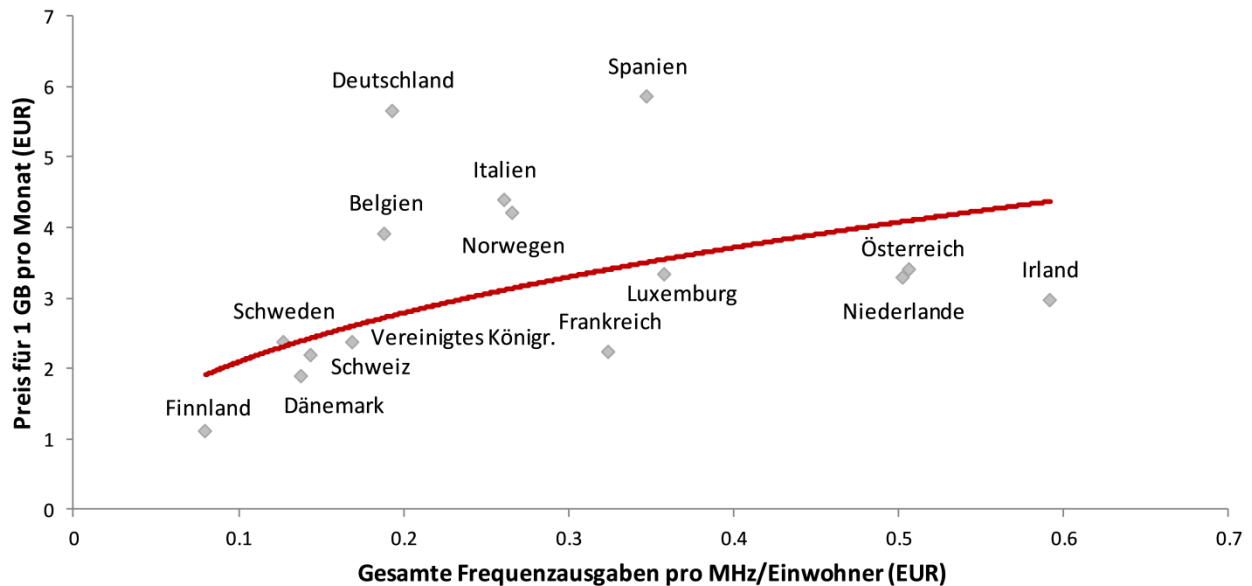 Preis für 1 GB pro Monat (EUR)
7
6
5
4
3
2
1
0
Deutschland
Spanien
Italien
Belgien
Norwegen
Österreich
Irland
Luxemburg
Niederlande
Schweden
Frankreich
Vereinigtes Königr.
Schweiz
Finnland
Dänemark
0 0.1 0.2 0.3 0.4 0.5 0.6 0.7
Gesamte Frequenzausgaben pro MHz/Einwohner (EUR)